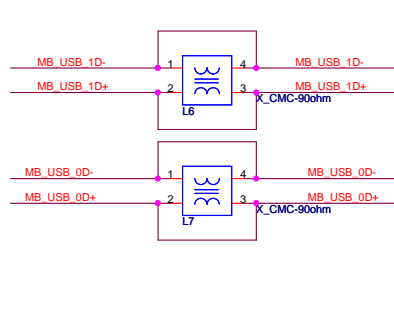 MB_USB_1D- 1 4 MB_USB_1D-
MB_USB_1D+ 2 3 MB_USB_1D+
L6 X_CMC-90ohm
MB_USB_0D- 1 4 MB_USB_0D-
MB_USB_0D+ 2 3 MB_USB_0D+
L7 X_CMC-90ohm